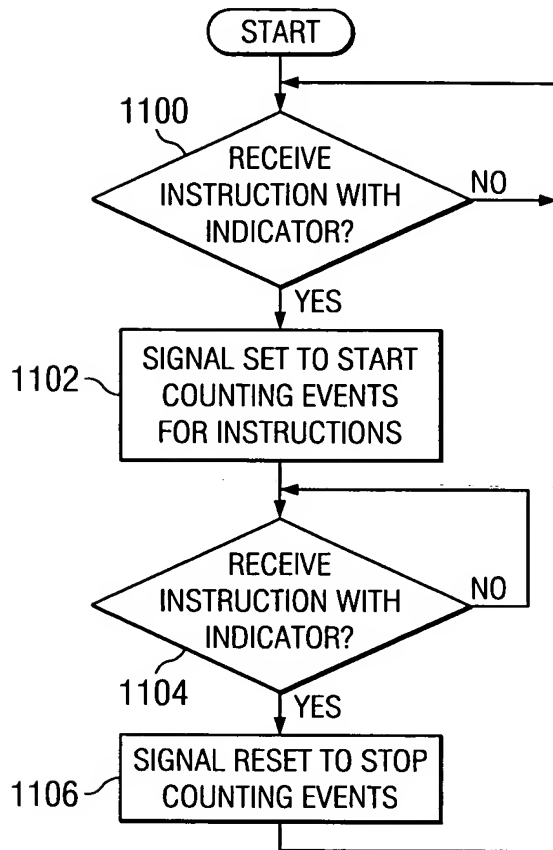 START
1100
RECEIVE
INSTRUCTION WITH
INDICATOR?
NO
YES
1102
SIGNAL SET TO START
COUNTING EVENTS
FOR INSTRUCTIONS
RECEIVE
INSTRUCTION WITH
INDICATOR?
NO
1104
YES
1106
SIGNAL RESET TO STOP
COUNTING EVENTS